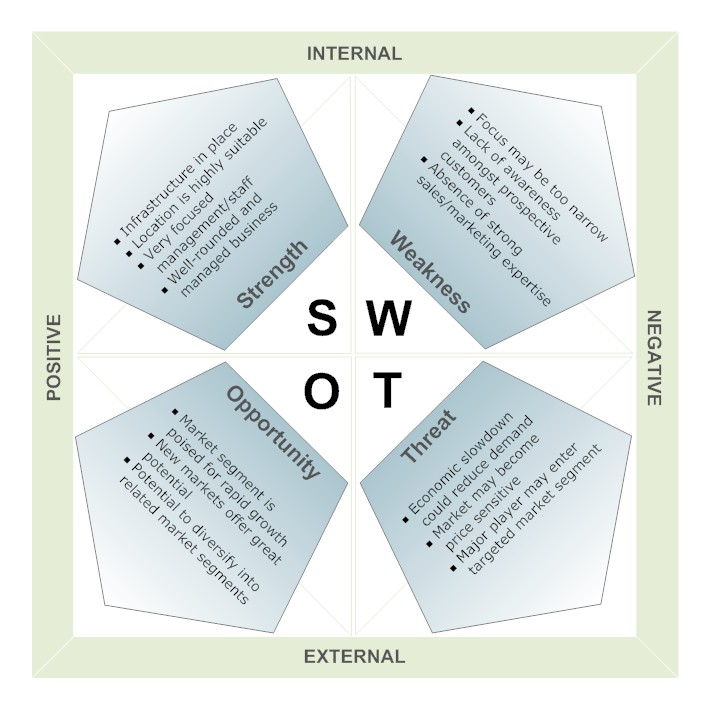 INTERNAL
▪ Infrastructure in place
▪ Location is highly suitable
▪ Very focused
management/staff
▪ Well-rounded and
managed business
Strength
▪ Focus may be too narrow
▪ Lack of awareness
amongst prospective
customers
▪ Absence of strong
sales/marketing expertise
Weakness
POSITIVE
S W
O T
NEGATIVE
Opportunity
▪ Market segment is
poised for rapid growth
▪ New markets offer great
potential
▪ Potential to diversify into
related market segments
Threat
▪ Economic slowdown
could reduce demand
▪ Market may become
price sensitive
▪ Major player may enter
targeted market segment
EXTERNAL